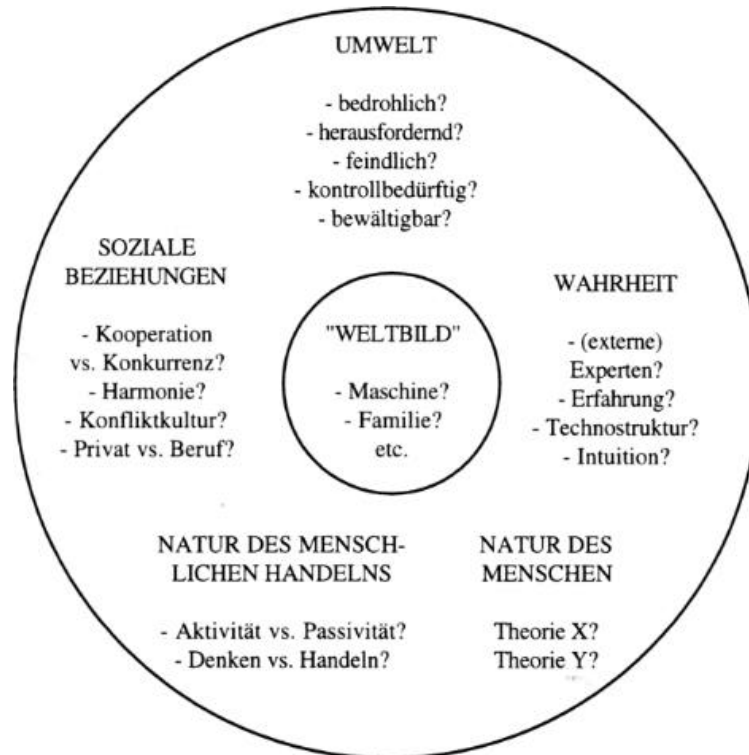 UMWELT
- bedrohlich?
- herausfordernd?
- feindlich?
- kontrollbedürftig?
- bewältigbar?
SOZIALE
BEZIEHUNGEN
- Kooperation
vs. Konkurrenz?
- Harmonie?
- Konfliktkultur?
- Privat vs. Beruf?
"WELTBILD"
- Maschine?
- Familie?
etc.
WAHRHEIT
- (externe)
Experten?
- Erfahrung?
- Technostruktur?
- Intuition?
NATUR DES MENSCH-
LICHEN HANDELNS
- Aktivität vs. Passivität?
- Denken vs. Handeln?
NATUR DES
MENSCHEN
Theorie X?
Theorie Y?